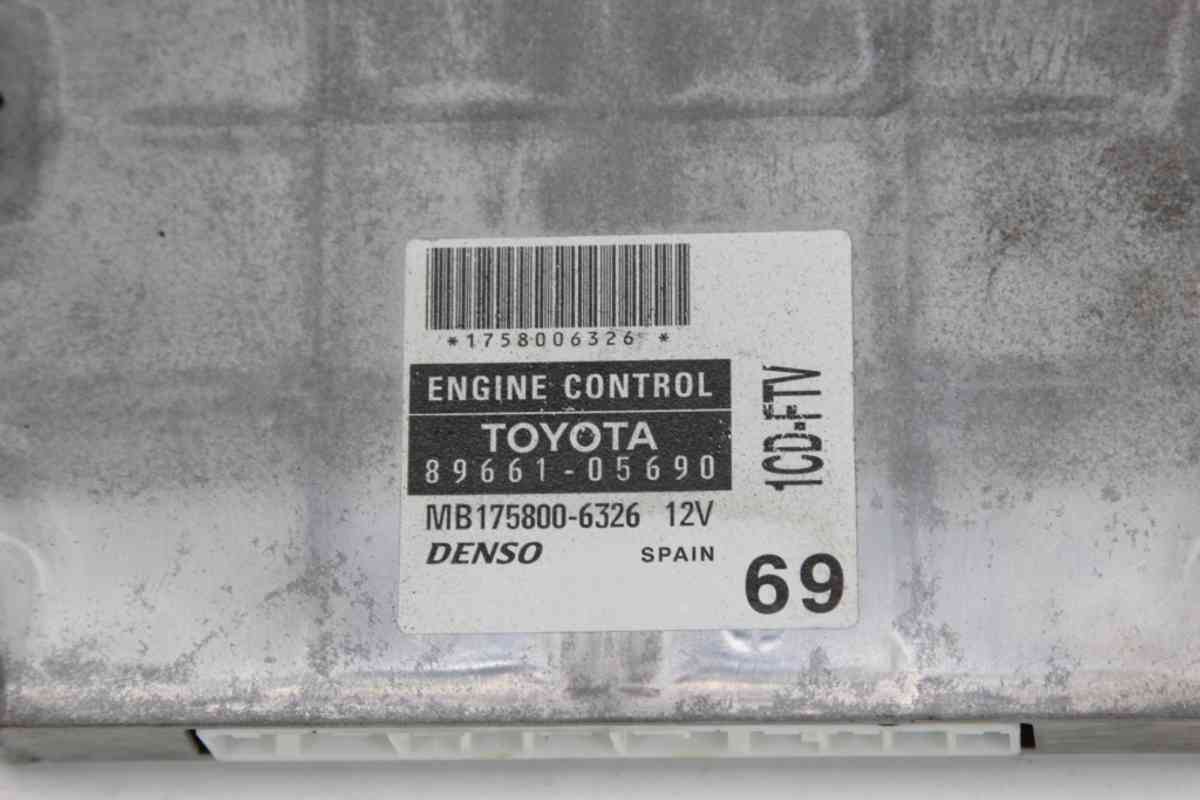 *1758006326 *
ENGINE CONTROL
TOYOTA
89661-05690
MB175800-6326 12V
DENSO SPAIN
1CD-FTV
69